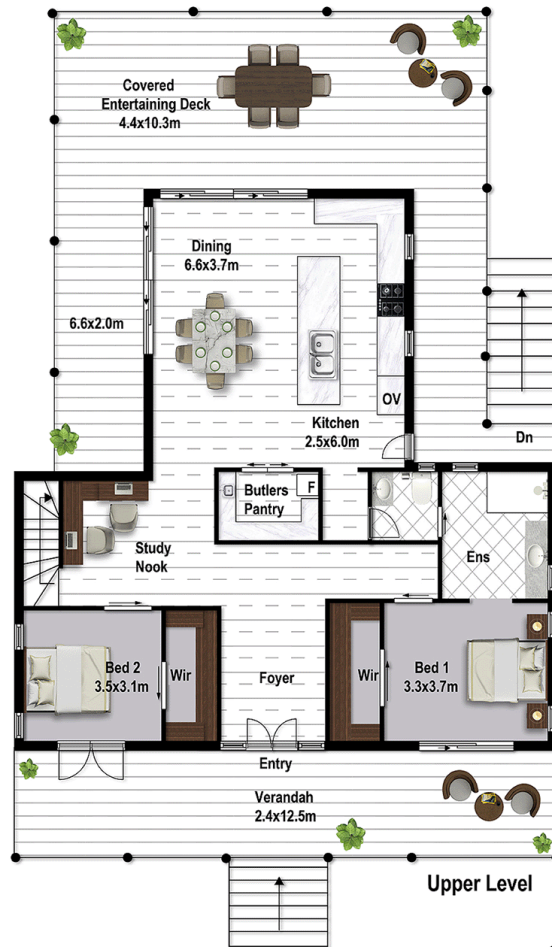 Covered
Entertaining Deck
4.4x10.3m
Dining
6.6x3.7m
6.6x2.0m
OV
Kitchen
2.5x6.0m
Dn
Butlers
Pantry
F
Study
Nook
Ens
Bed 2
3.5x3.1m
Wir
Foyer
Wir
Bed 1
3.3x3.7m
Entry
Verandah
2.4x12.5m
Upper Level